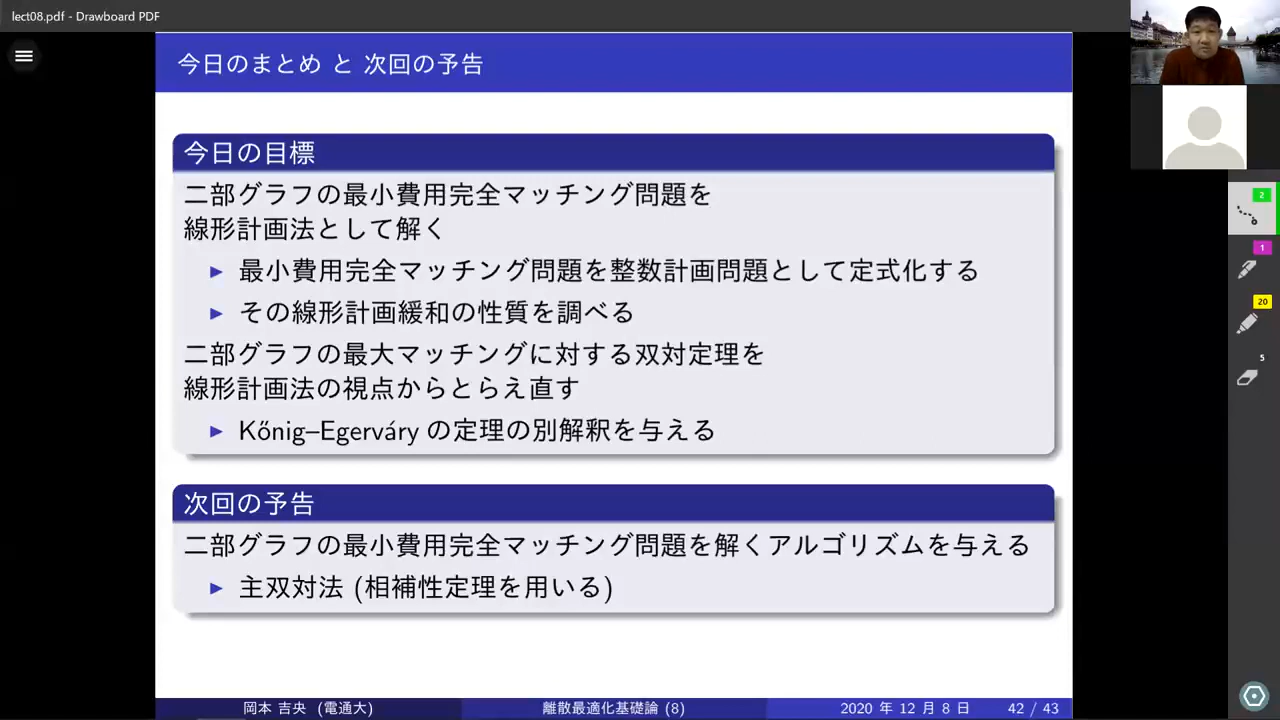 lect08.pdf - Drawboard PDF
今日のまとめ と 次回の予告
今日の目標
二部グラフの最小費用完全マッチング問題を
線形計画法として解く
▶ 最小費用完全マッチング問題を整数計画問題として定式化する
▶ その線形計画緩和の性質を調べる
二部グラフの最大マッチングに対する双対定理を
線形計画法の視点からとらえ直す
▶ Kőnig–Egerváry の定理の別解釈を与える
次回の予告
二部グラフの最小費用完全マッチング問題を解くアルゴリズムを与える
▶ 主双対法 (相補性定理を用いる)
岡本 吉央 (電通大) 離散最適化基礎論 (8) 2020 年 12 月 8 日 42 / 43
2
1
20
5